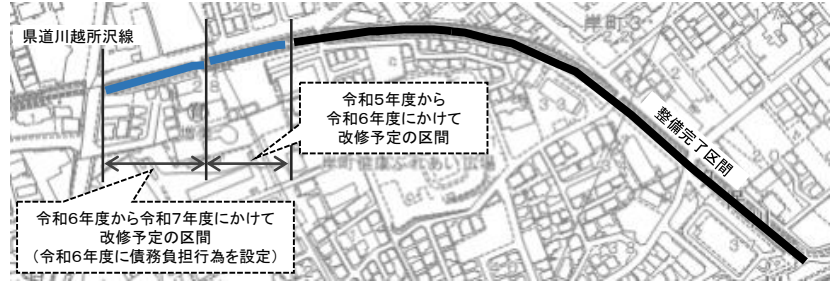 県道川越所沢線
岸町3
令和5年度から
令和6年度にかけて
改修予定の区間
整備完了区間
令和6年度から令和7年度にかけて
改修予定の区間
(令和6年度に債務負担行為を設定)